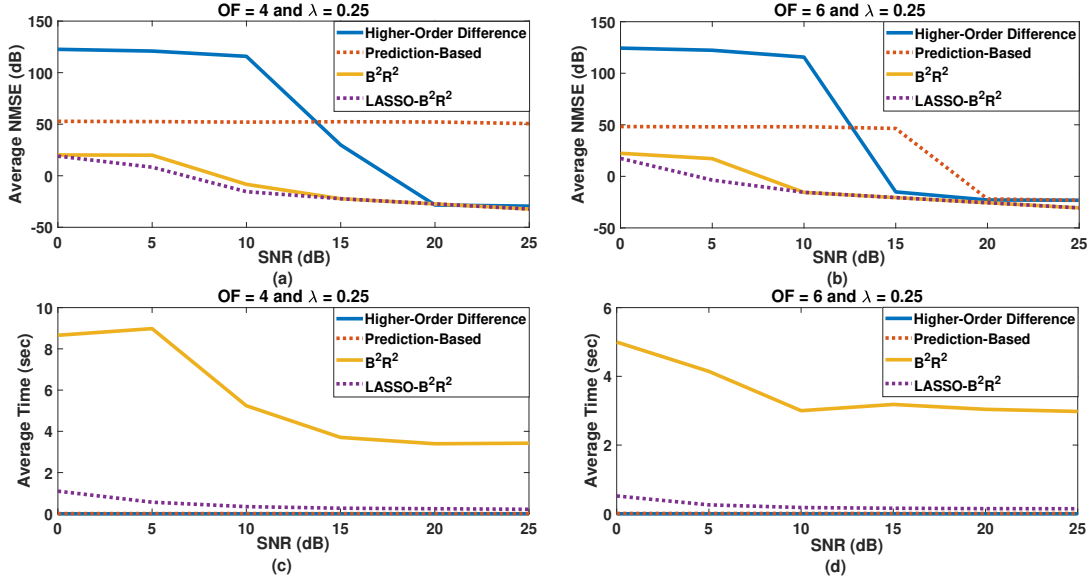 OF = 4 and λ = 0.25
150
100
50
0
-50
Average NMSE (dB)
Higher-Order Difference
Prediction-Based
B²R²
LASSO-B²R²
0 5 10 15 20 25
SNR (dB)
(a)
OF = 6 and λ = 0.25
150
100
50
0
-50
Average NMSE (dB)
Higher-Order Difference
Prediction-Based
B²R²
LASSO-B²R²
0 5 10 15 20 25
SNR (dB)
(b)
OF = 4 and λ = 0.25
10
8
6
4
2
0
Average Time (sec)
Higher-Order Difference
Prediction-Based
B²R²
LASSO-B²R²
0 5 10 15 20 25
SNR (dB)
(c)
OF = 6 and λ = 0.25
6
4
2
0
Average Time (sec)
Higher-Order Difference
Prediction-Based
B²R²
LASSO-B²R²
0 5 10 15 20 25
SNR (dB)
(d)